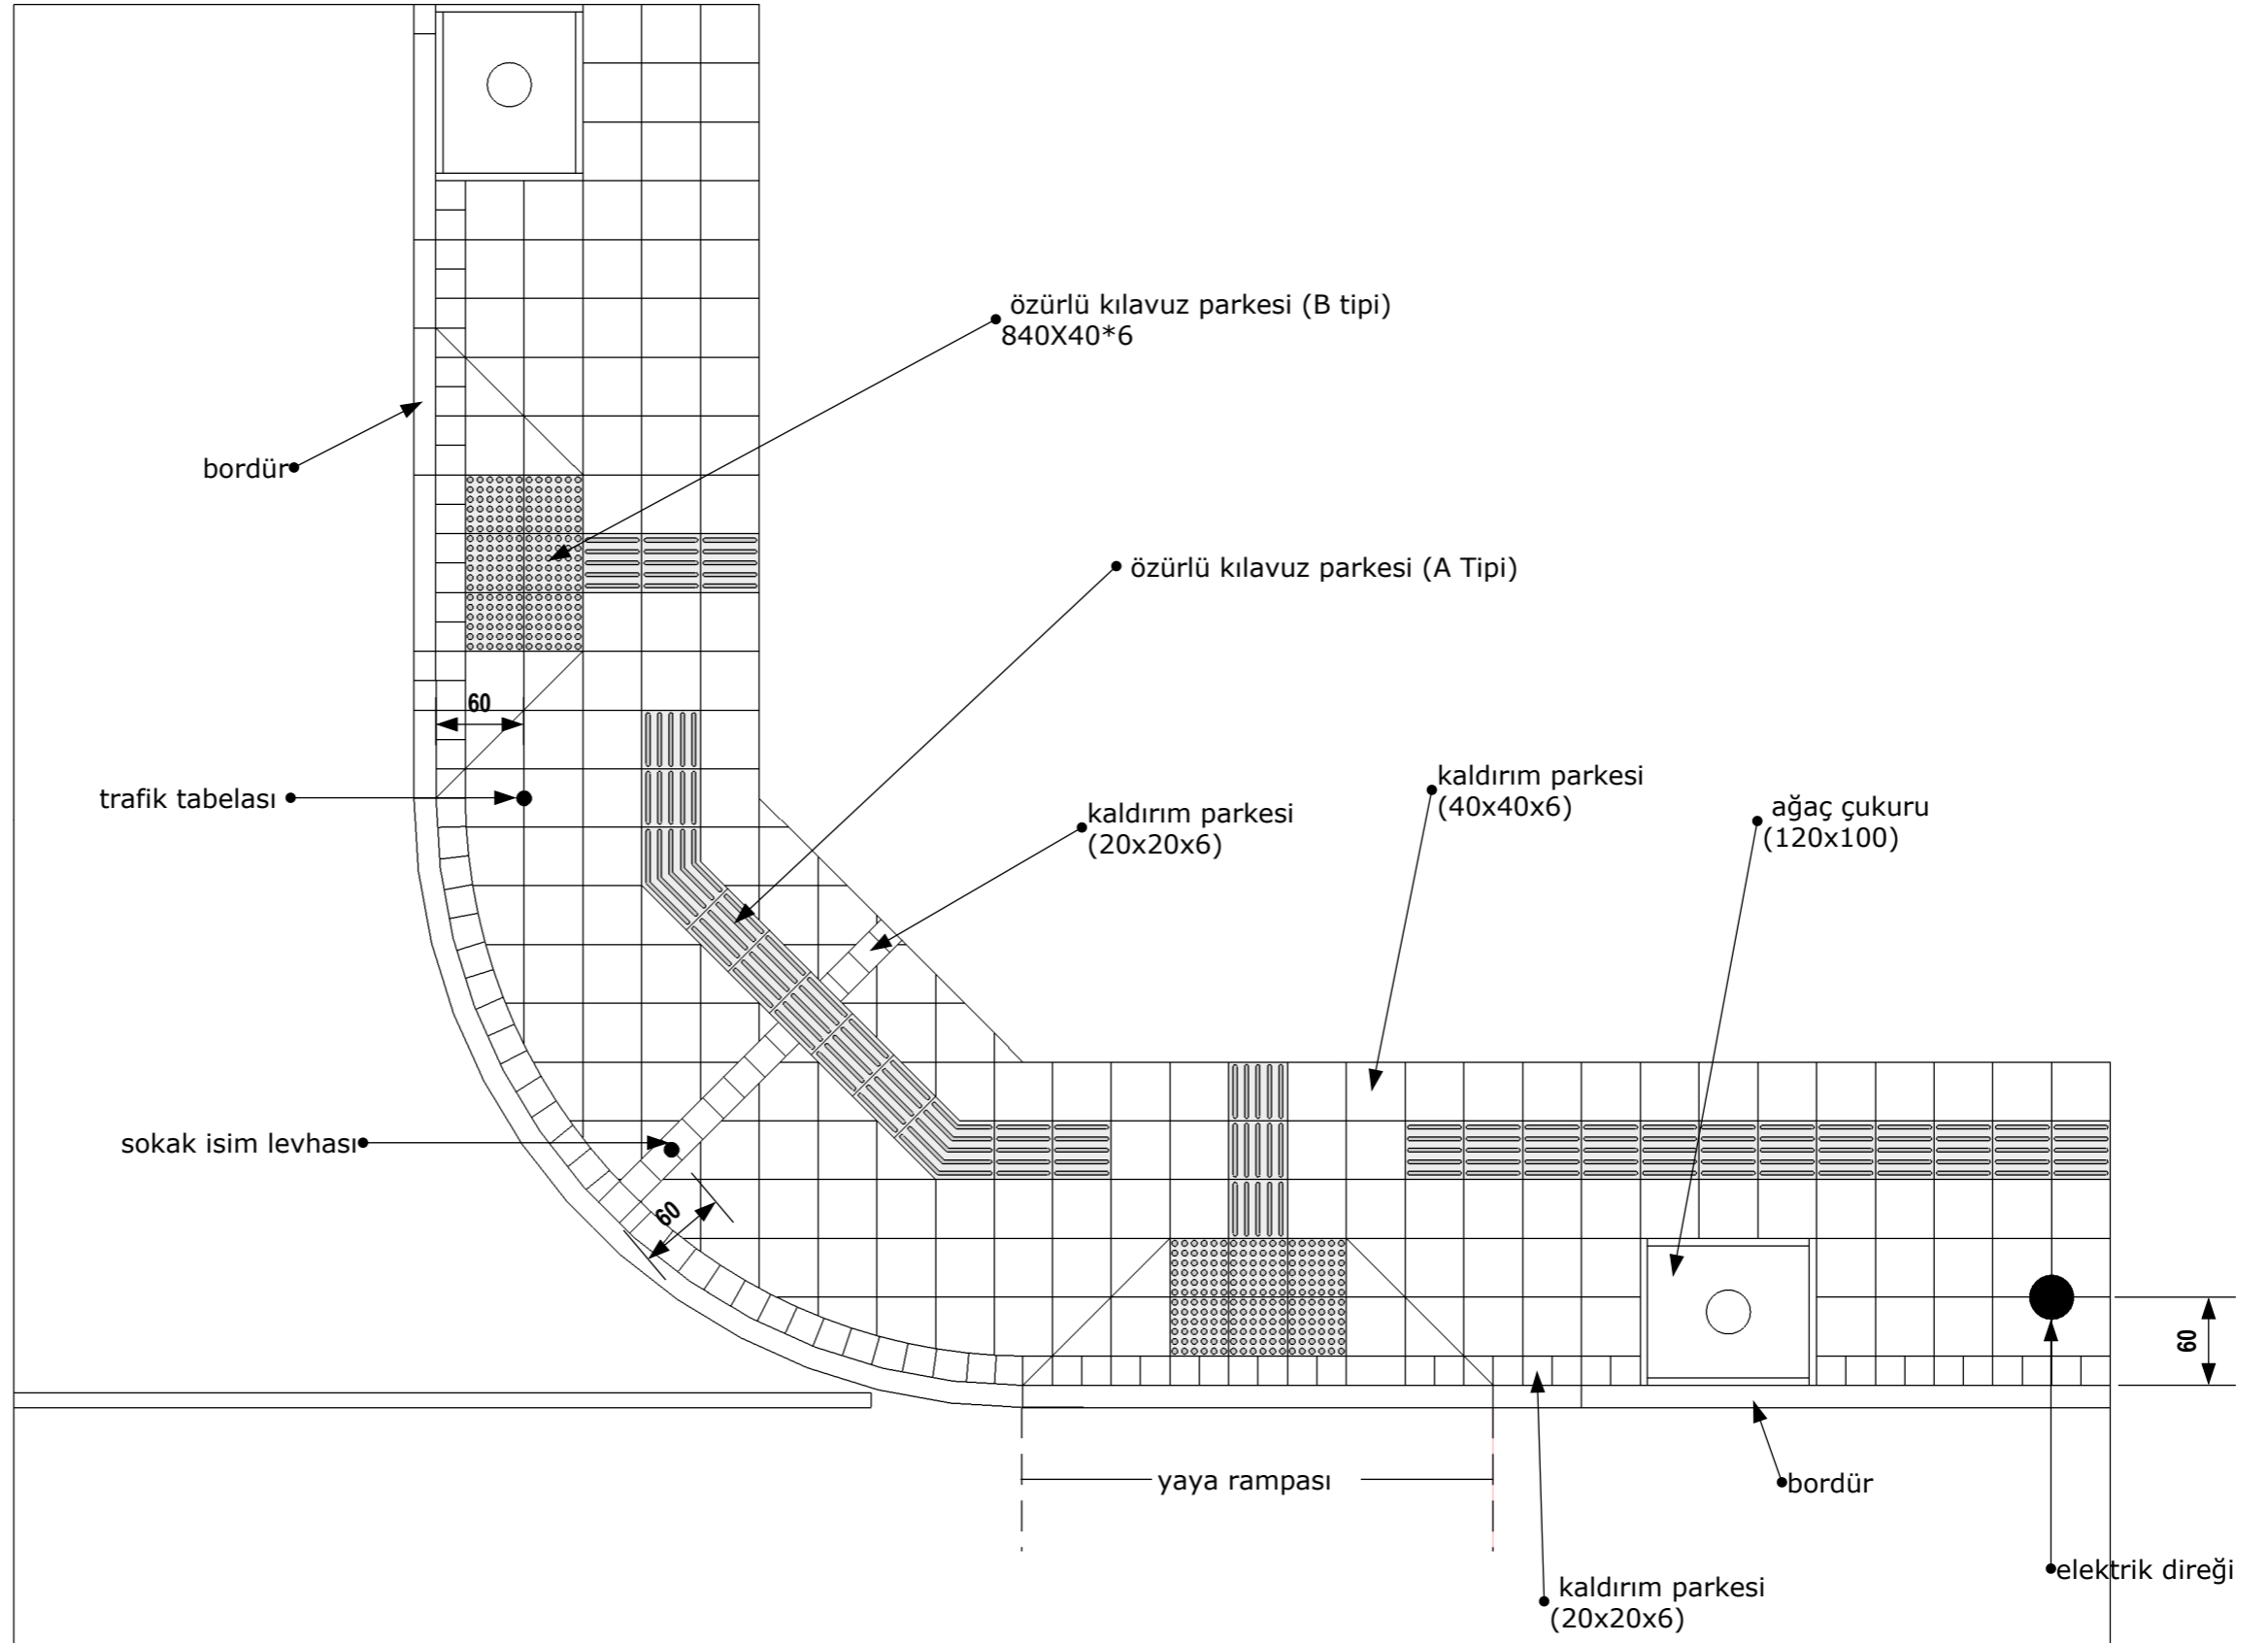 özürlü kılavuz parkesi (B tipi)
840X40*6
bordür
özürlü kılavuz parkesi (A Tipi)
60
trafik tabelası
kaldırım parkesi
(20x20x6)
kaldırım parkesi
(40x40x6)
ağaç çukuru
(120x100)
sokak isim levhası
60
60
yaya rampası
bordür
elektrik direği
kaldırım parkesi
(20x20x6)